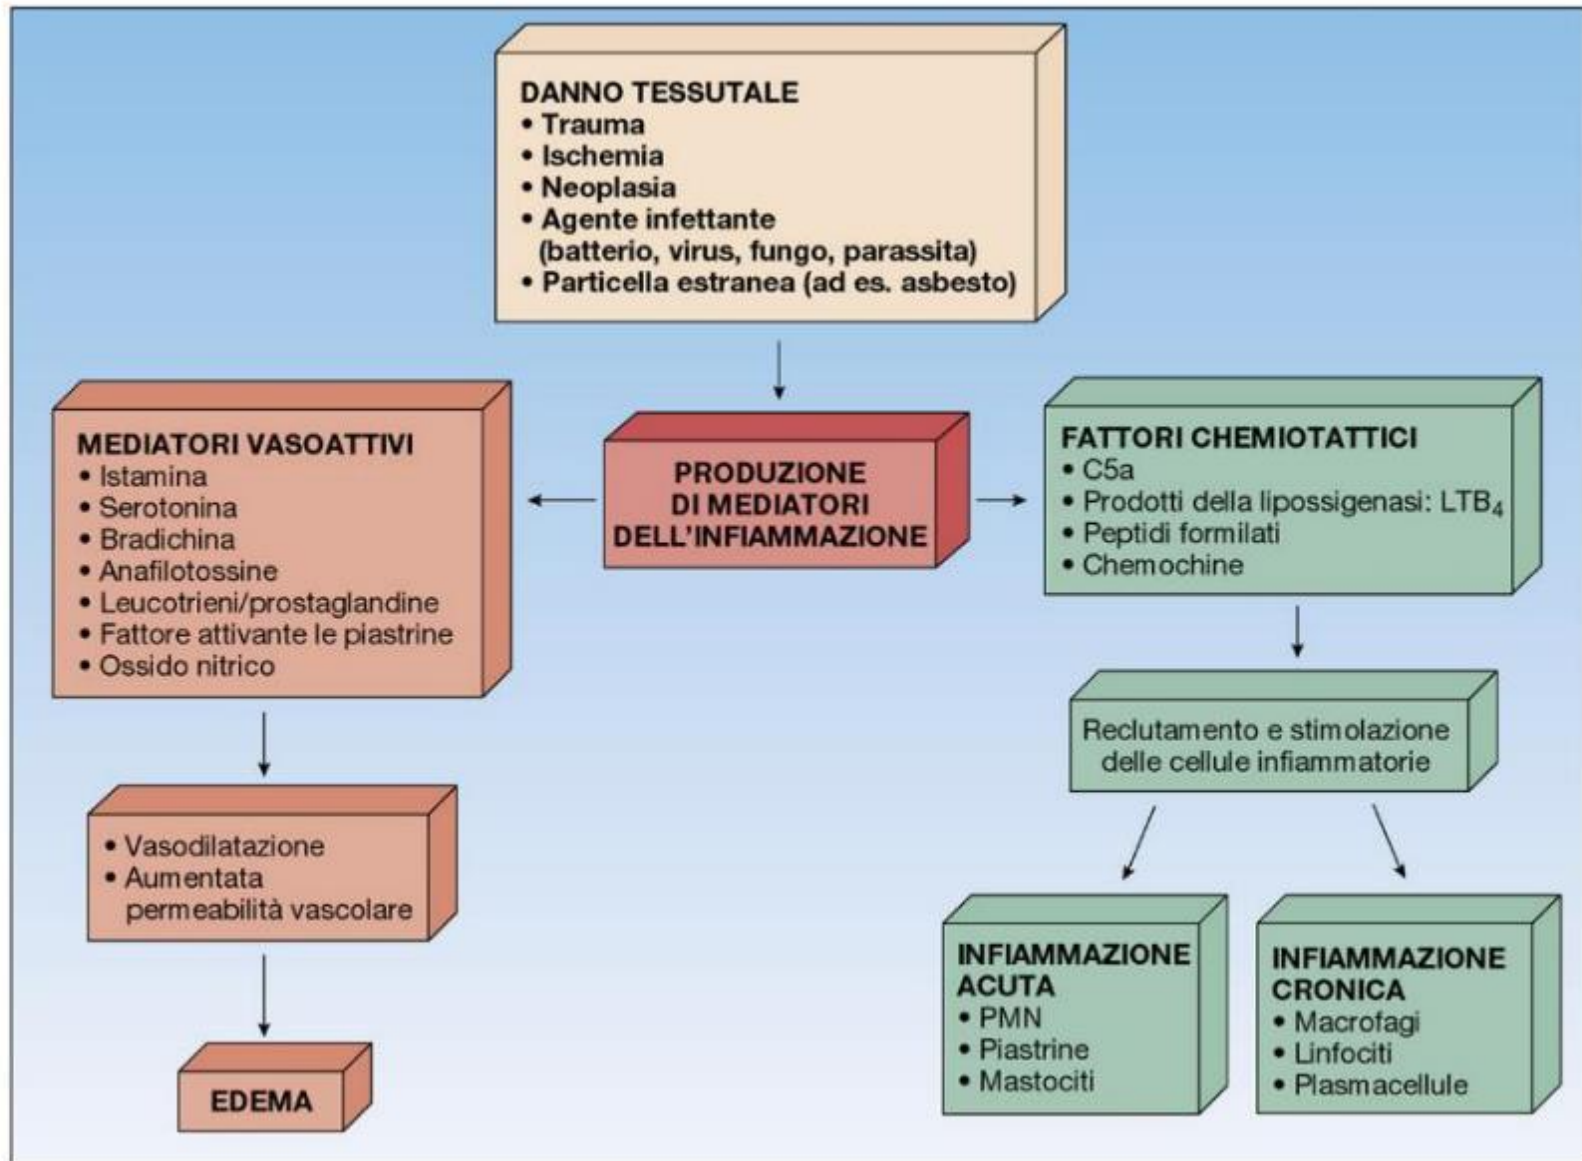 DANNO TESSUTALE
• Trauma
• Ischemia
• Neoplasia
• Agente infettante
(batterio, virus, fungo, parassita)
• Particella estranea (ad es. asbesto)
MEDIATORI VASOATTIVI
• Istamina
• Serotonina
• Bradichina
• Anafilotossine
• Leucotrieni/prostaglandine
• Fattore attivante le piastrine
• Ossido nitrico
PRODUZIONE
DI MEDIATORI
DELL'INFIAMMAZIONE
FATTORI CHEMIOTATTICI
• C5a
• Prodotti della lipossigenasi: LTB₄
• Peptidi formilati
• Chemochine
Reclutamento e stimolazione
delle cellule infiammatorie
• Vasodilatazione
• Aumentata
permeabilità vascolare
EDEMA
INFIAMMAZIONE
ACUTA
• PMN
• Piastrine
• Mastociti
INFIAMMAZIONE
CRONICA
• Macrofagi
• Linfociti
• Plasmacellule